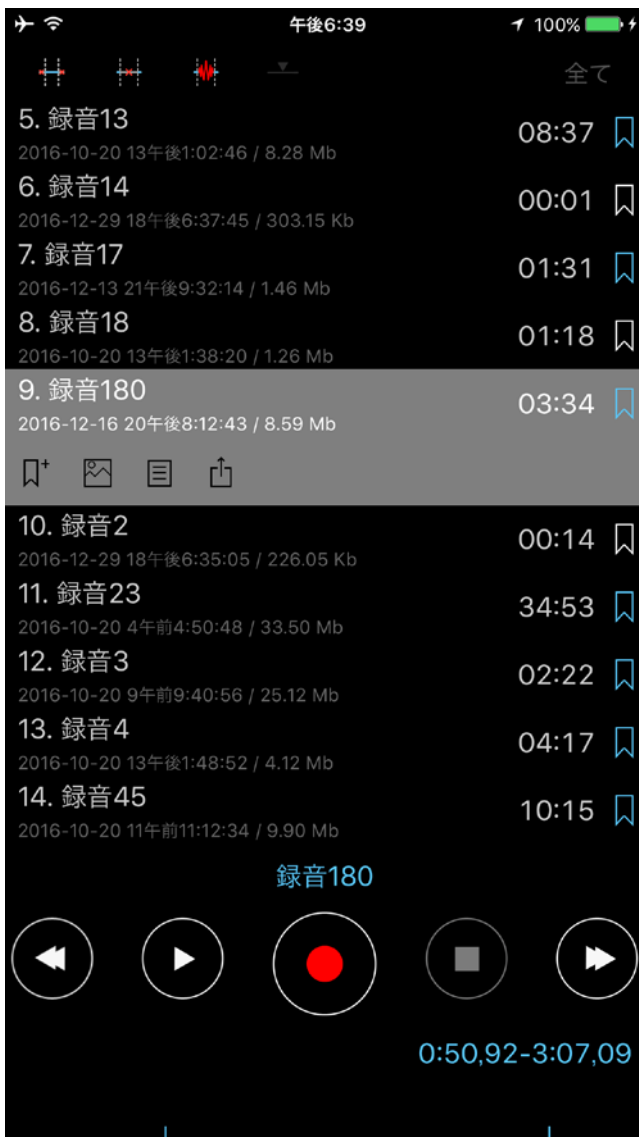 午後6:39
100%
全て
5. 録音13
08:37
2016-10-20 13午後1:02:46 / 8.28 Mb
6. 録音14
00:01
2016-12-29 18午後6:37:45 / 303.15 Kb
7. 録音17
01:31
2016-12-13 21午後9:32:14 / 1.46 Mb
8. 録音18
01:18
2016-10-20 13午後1:38:20 / 1.26 Mb
9. 録音180
03:34
2016-12-16 20午後8:12:43 / 8.59 Mb
10. 録音2
00:14
2016-12-29 18午後6:35:05 / 226.05 Kb
11. 録音23
34:53
2016-10-20 4午前4:50:48 / 33.50 Mb
12. 録音3
02:22
2016-10-20 9午前9:40:56 / 25.12 Mb
13. 録音4
04:17
2016-10-20 13午後1:48:52 / 4.12 Mb
14. 録音45
10:15
2016-10-20 11午前11:12:34 / 9.90 Mb
録音180
0:50,92-3:07,09